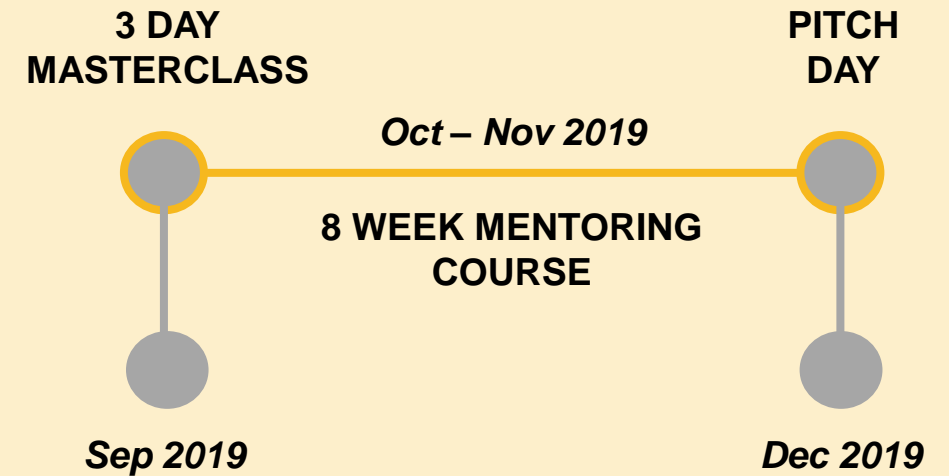 3 DAY
MASTERCLASS
PITCH
DAY
Oct – Nov 2019
8 WEEK MENTORING
COURSE
Sep 2019
Dec 2019